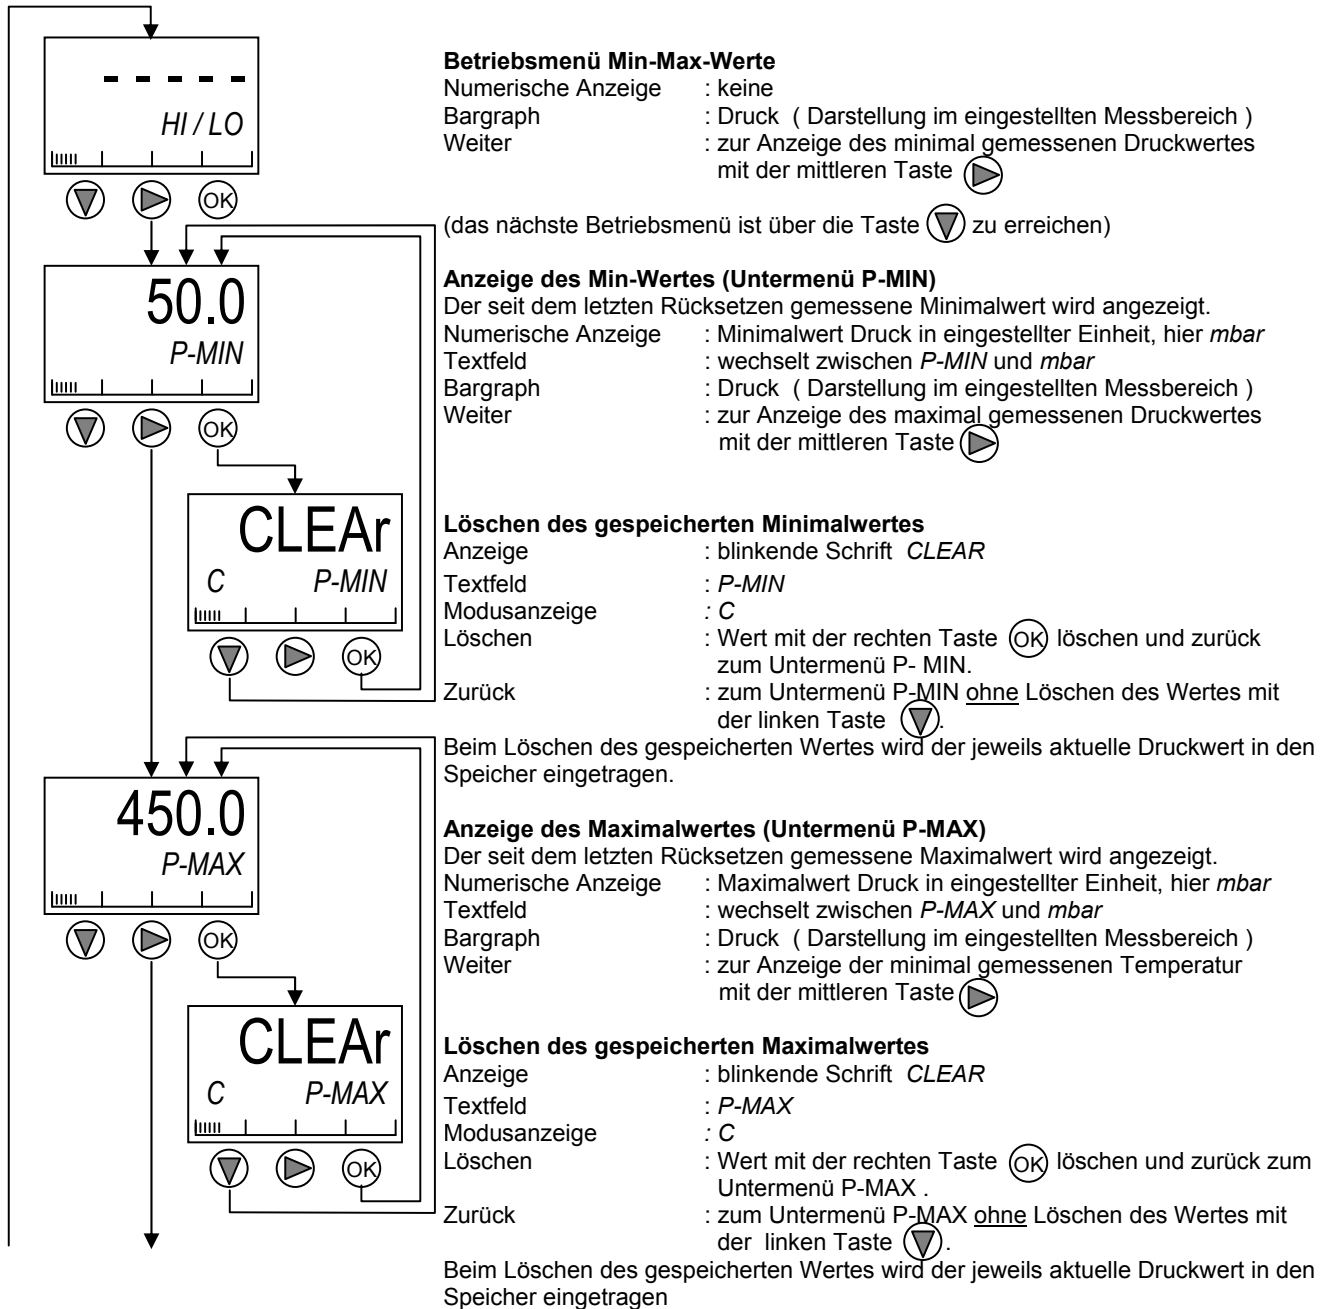 - - - - -
HI / LO
OK
Betriebsmenü Min-Max-Werte
Numerische Anzeige : keine
Bargraph : Druck ( Darstellung im eingestellten Messbereich )
Weiter : zur Anzeige des minimal gemessenen Druckwertes
mit der mittleren Taste
(das nächste Betriebsmenü ist über die Taste zu erreichen)
50.0
P-MIN
OK
Anzeige des Min-Wertes (Untermenü P-MIN)
Der seit dem letzten Rücksetzen gemessene Minimalwert wird angezeigt.
Numerische Anzeige : Minimalwert Druck in eingestellter Einheit, hier mbar
Textfeld : wechselt zwischen P-MIN und mbar
Bargraph : Druck ( Darstellung im eingestellten Messbereich )
Weiter : zur Anzeige des maximal gemessenen Druckwertes
mit der mittleren Taste
CLEAr
C P-MIN
OK
Löschen des gespeicherten Minimalwertes
Anzeige : blinkende Schrift CLEAR
Textfeld : P-MIN
Modusanzeige : C
Löschen : Wert mit der rechten Taste OK löschen und zurück
zum Untermenü P- MIN.
Zurück : zum Untermenü P-MIN ohne Löschen des Wertes mit
der linken Taste .
Beim Löschen des gespeicherten Wertes wird der jeweils aktuelle Druckwert in den
Speicher eingetragen.
450.0
P-MAX
OK
Anzeige des Maximalwertes (Untermenü P-MAX)
Der seit dem letzten Rücksetzen gemessene Maximalwert wird angezeigt.
Numerische Anzeige : Maximalwert Druck in eingestellter Einheit, hier mbar
Textfeld : wechselt zwischen P-MAX und mbar
Bargraph : Druck ( Darstellung im eingestellten Messbereich )
Weiter : zur Anzeige der minimal gemessenen Temperatur
mit der mittleren Taste
CLEAr
C P-MAX
OK
Löschen des gespeicherten Maximalwertes
Anzeige : blinkende Schrift CLEAR
Textfeld : P-MAX
Modusanzeige : C
Löschen : Wert mit der rechten Taste OK löschen und zurück zum
Untermenü P-MAX .
Zurück : zum Untermenü P-MAX ohne Löschen des Wertes mit
der linken Taste .
Beim Löschen des gespeicherten Wertes wird der jeweils aktuelle Druckwert in den
Speicher eingetragen